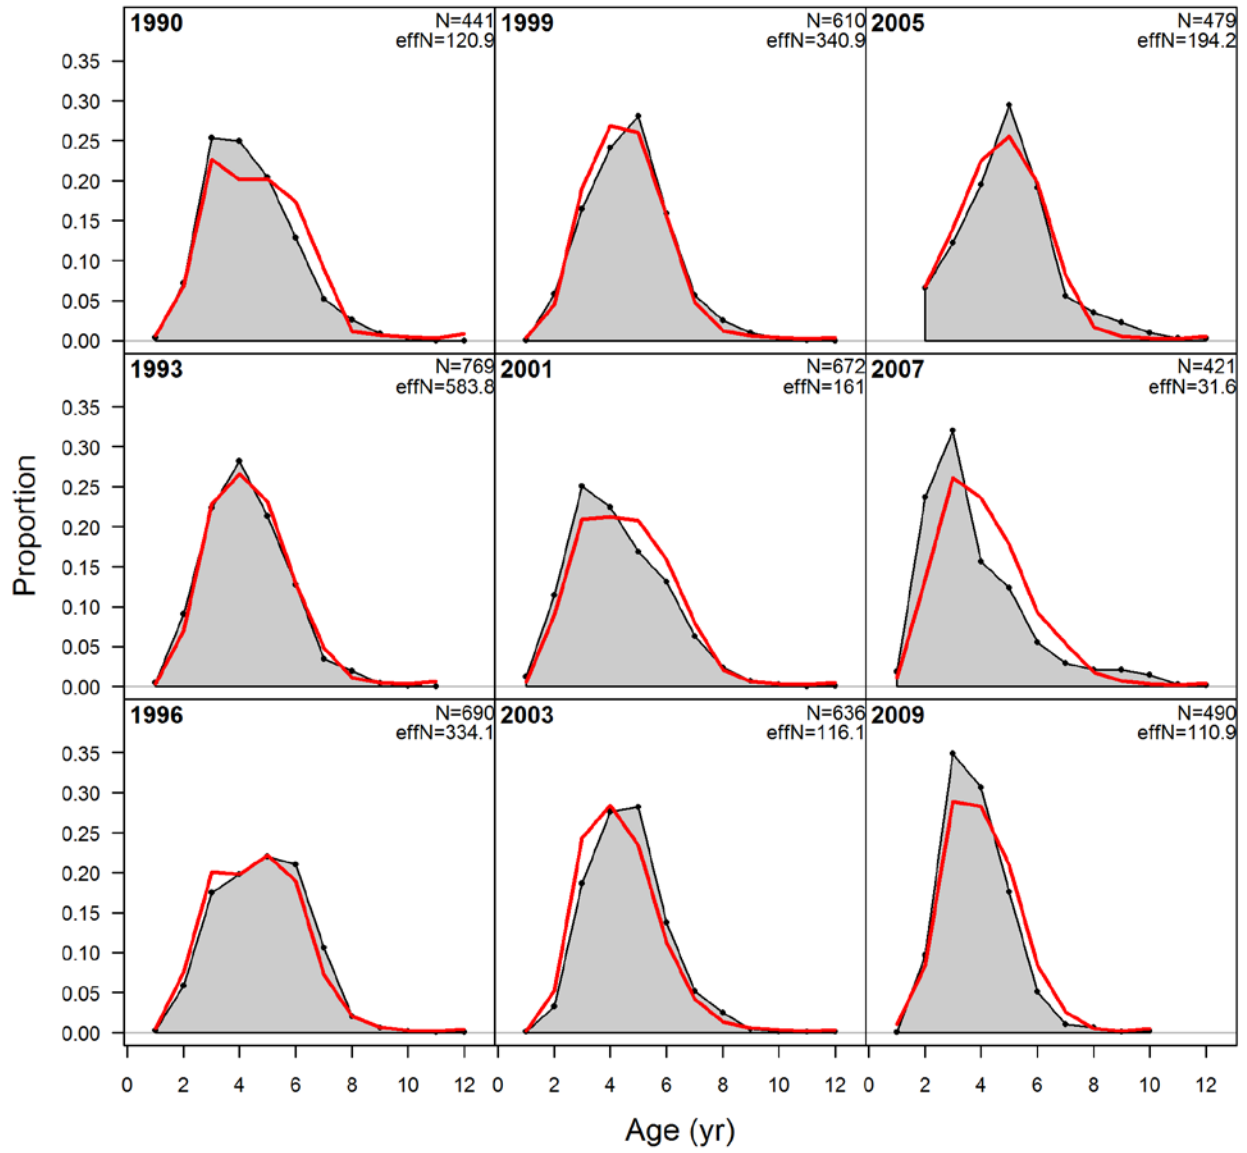 1990
N=441
effN=120.9
1999
N=610
effN=340.9
2005
N=479
effN=194.2
0.35
0.30
0.25
0.20
0.15
0.10
0.05
0.00
1993
N=769
effN=583.8
2001
N=672
effN=161
2007
N=421
effN=31.6
0.35
0.30
0.25
0.20
0.15
0.10
0.05
0.00
Proportion
1996
N=690
effN=334.1
2003
N=636
effN=116.1
2009
N=490
effN=110.9
0.35
0.30
0.25
0.20
0.15
0.10
0.05
0.00
0 2 4 6 8 10 12 0 2 4 6 8 10 12 0 2 4 6 8 10 12
Age (yr)